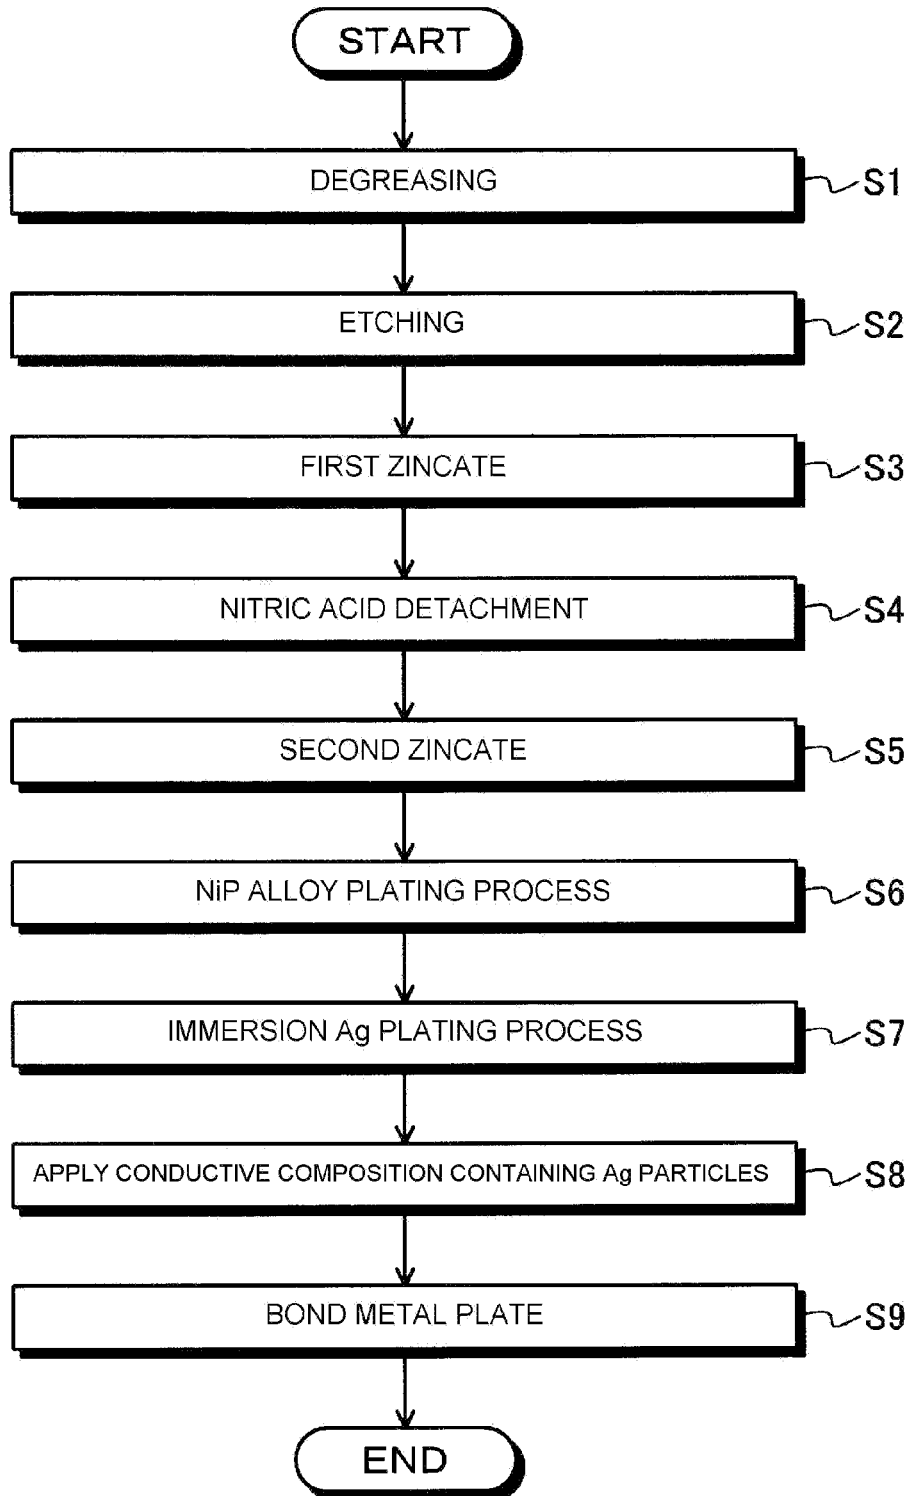 START
DEGREASING
S1
ETCHING
S2
FIRST ZINCATE
S3
NITRIC ACID DETACHMENT
S4
SECOND ZINCATE
S5
NiP ALLOY PLATING PROCESS
S6
IMMERSION Ag PLATING PROCESS
S7
APPLY CONDUCTIVE COMPOSITION CONTAINING Ag PARTICLES
S8
BOND METAL PLATE
S9
END